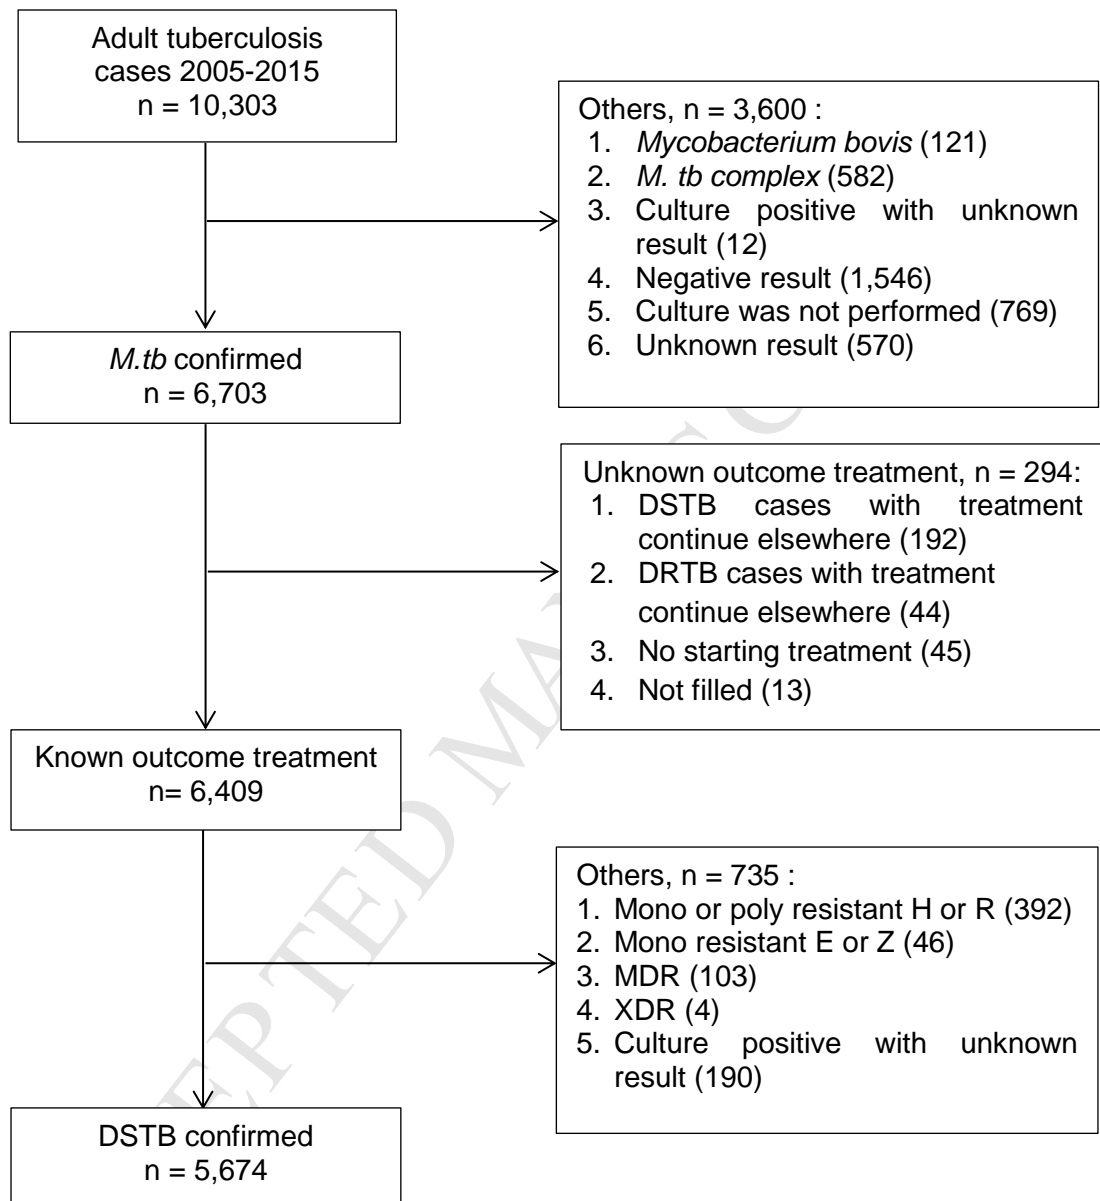 Adult tuberculosis
cases 2005-2015
n = 10,303
Others, n = 3,600 :
1. Mycobacterium bovis (121)
2. M. tb complex (582)
3. Culture positive with unknown
result (12)
4. Negative result (1,546)
5. Culture was not performed (769)
6. Unknown result (570)
M.tb confirmed
n = 6,703
Unknown outcome treatment, n = 294:
1. DSTB cases with treatment
continue elsewhere (192)
2. DRTB cases with treatment
continue elsewhere (44)
3. No starting treatment (45)
4. Not filled (13)
Known outcome treatment
n= 6,409
Others, n = 735 :
1. Mono or poly resistant H or R (392)
2. Mono resistant E or Z (46)
3. MDR (103)
4. XDR (4)
5. Culture positive with unknown
result (190)
DSTB confirmed
n = 5,674